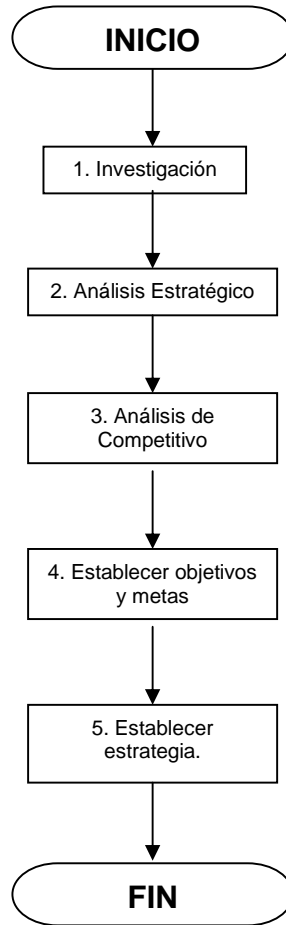 INICIO
1. Investigación
2. Análisis Estratégico
3. Análisis de
Competitivo
4. Establecer objetivos
y metas
5. Establecer
estrategia.
FIN